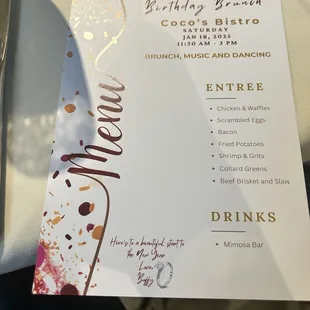 Birthday Brunch
Coco's Bistro
SATURDAY
JAN 18, 2025
11:30 AM - 3 PM
BRUNCH, MUSIC AND DANCING
Menu
ENTREE
• Chicken & Waffles
• Scrambled Eggs
• Bacon
• Fried Potatoes
• Shrimp & Grits
• Collard Greens
• Beef Brisket and Slaw
DRINKS
• Mimosa Bar
Here's to a beautiful start to
the New Year
Love,
Buffy